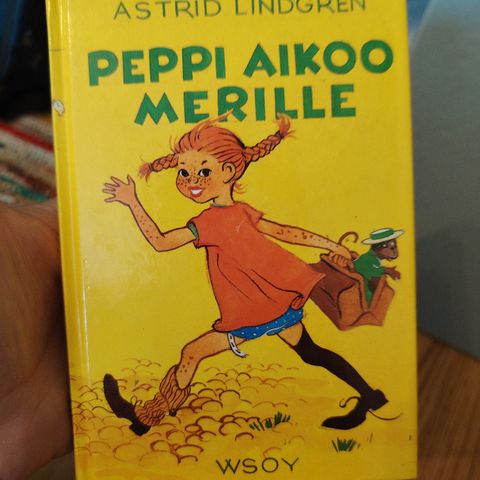 ASTRID LINDGREN
PEPPI AIKOO
MERILLE
WSOY